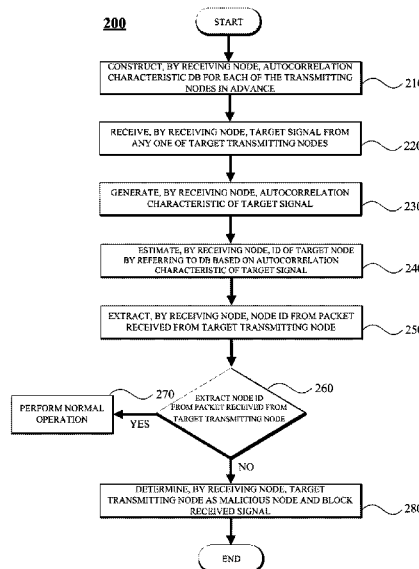 200
START
CONSTRUCT, BY RECEIVING NODE, AUTOCORRELATION
CHARACTERISTIC DB FOR EACH OF THE TRANSMITTING
NODES IN ADVANCE
210
RECEIVE, BY RECEIVING NODE, TARGET SIGNAL FROM
ANY ONE OF TARGET TRANSMITTING NODES
220
GENERATE, BY RECEIVING NODE, AUTOCORRELATION
CHARACTERISTIC OF TARGET SIGNAL
230
ESTIMATE, BY RECEIVING NODE, ID OF TARGET NODE
BY REFERRING TO DB BASED ON AUTOCORRELATION
CHARACTERISTIC OF TARGET SIGNAL
240
EXTRACT, BY RECEIVING NODE, NODE ID FROM PACKET
RECEIVED FROM TARGET TRANSMITTING NODE
250
260
EXTRACT NODE ID
FROM PACKET RECEIVED FROM
TARGET TRANSMITTING NODE
270
PERFORM NORMAL
OPERATION
YES
NO
DETERMINE, BY RECEIVING NODE, TARGET
TRANSMITTING NODE AS MALICIOUS NODE AND BLOCK
RECEIVED SIGNAL
280
END